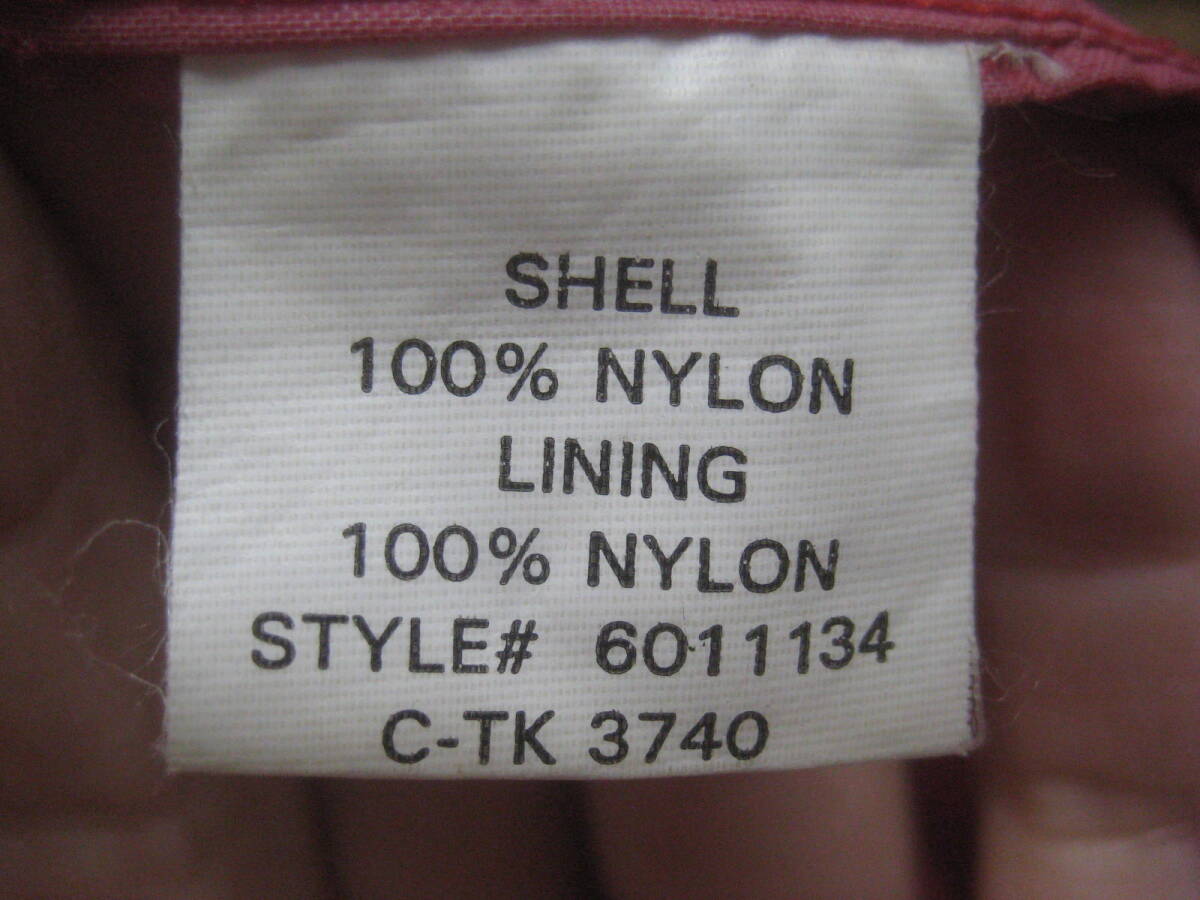 SHELL
100% NYLON
LINING
100% NYLON
STYLE# 6011134
C-TK 3740